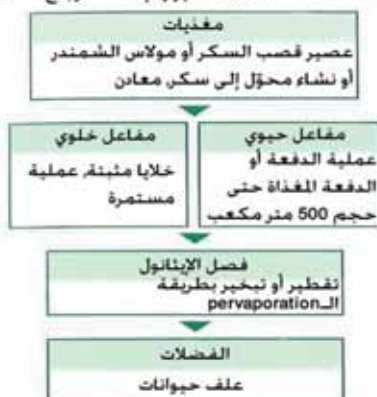 مغذيات
عصير قصب السكر أو مولاس الشمندر
أو نشاء محوّل إلى سكر, معادن
مفاعل حيوي
عملية الدفعة أو
الدفعة المغذاة حتى
حجم 500 متر مكعب
مفاعل خلوي
خلايا مثبتة, عملية
مستمرة
فصل الإيثانول
تقطير أو تبخير بطريقة
الـpervaporation
الفضلات
علف حيوانات